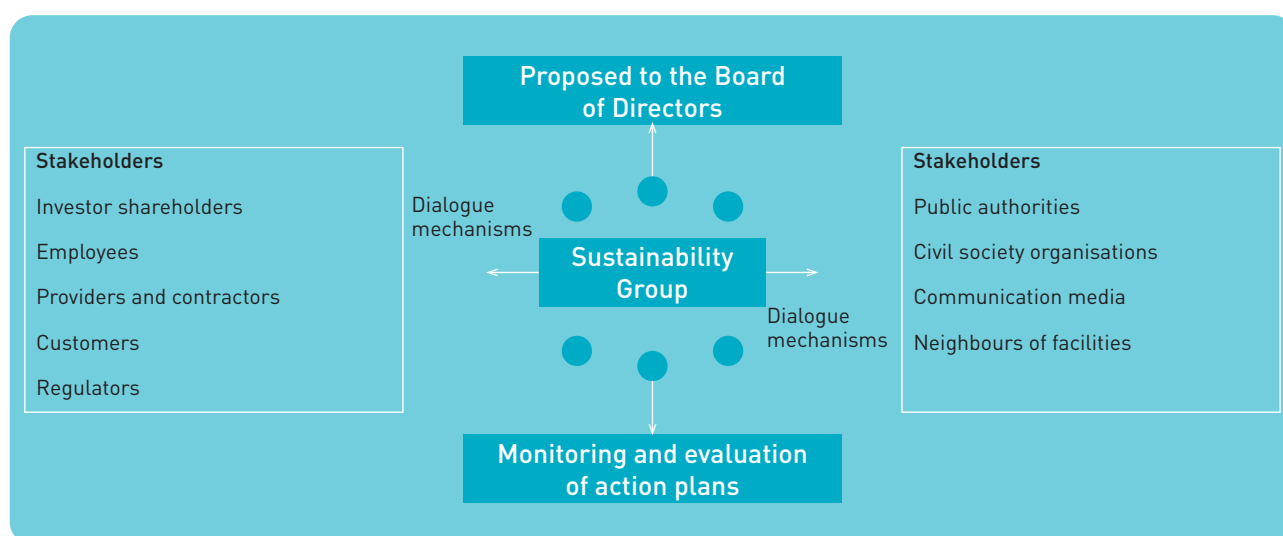 Proposed to the Board
of Directors
Stakeholders
Investor shareholders
Employees
Providers and contractors
Customers
Regulators
Dialogue
mechanisms
Sustainability
Group
Dialogue
mechanisms
Stakeholders
Public authorities
Civil society organisations
Communication media
Neighbours of facilities
Monitoring and evaluation
of action plans